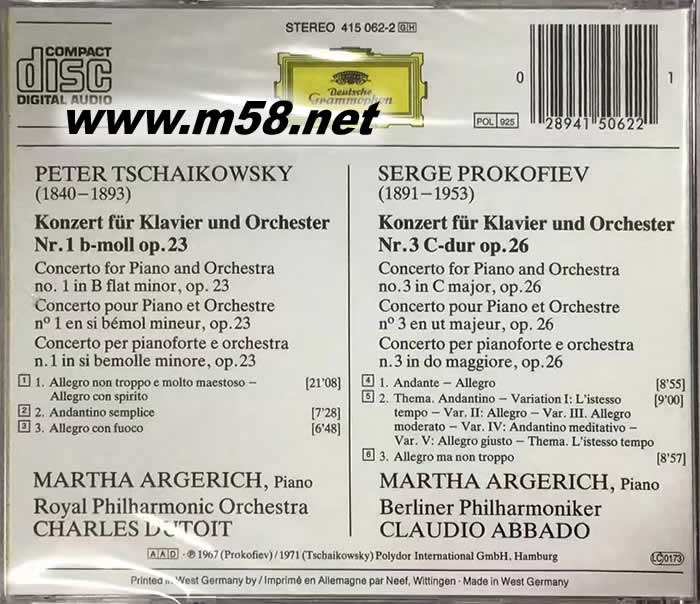 STEREO 415 062-2 GH
COMPACT
disc
DIGITAL AUDIO
Deutsche
Grammophon
POL 925
0
28941 50622
1
www.m58.net
PETER TSCHAIKOWSKY
(1840–1893)
Konzert für Klavier und Orchester
Nr. 1 b-moll op. 23
Concerto for Piano and Orchestra
no. 1 in B flat minor, op. 23
Concerto pour Piano et Orchestre
nº 1 en si bémol mineur, op. 23
Concerto per pianoforte e orchestra
n. 1 in si bemolle minore, op. 23
1 1. Allegro non troppo e molto maestoso – [21'08]
Allegro con spirito
2 2. Andantino semplice [7'28]
3 3. Allegro con fuoco [6'48]
MARTHA ARGERICH, Piano
Royal Philharmonic Orchestra
CHARLES DUTOIT
SERGE PROKOFIEV
(1891–1953)
Konzert für Klavier und Orchester
Nr. 3 C-dur op. 26
Concerto for Piano and Orchestra
no. 3 in C major, op. 26
Concerto pour Piano et Orchestre
nº 3 en ut majeur, op. 26
Concerto per pianoforte e orchestra
n. 3 in do maggiore, op. 26
4 1. Andante – Allegro [8'55]
5 2. Thema. Andantino – Variation I: L'istesso [9'00]
tempo – Var. II: Allegro – Var. III. Allegro
moderato – Var. IV: Andantino meditativo –
Var. V: Allegro giusto – Thema. L'istesso tempo
6 3. Allegro ma non troppo [8'57]
MARTHA ARGERICH, Piano
Berliner Philharmoniker
CLAUDIO ABBADO
AAD · ℗ 1967 (Prokofiev) / 1971 (Tschaikowsky) Polydor International GmbH, Hamburg
LC 0173
Printed in West Germany by / Imprimé en Allemagne par Neef, Wittingen · Made in West Germany